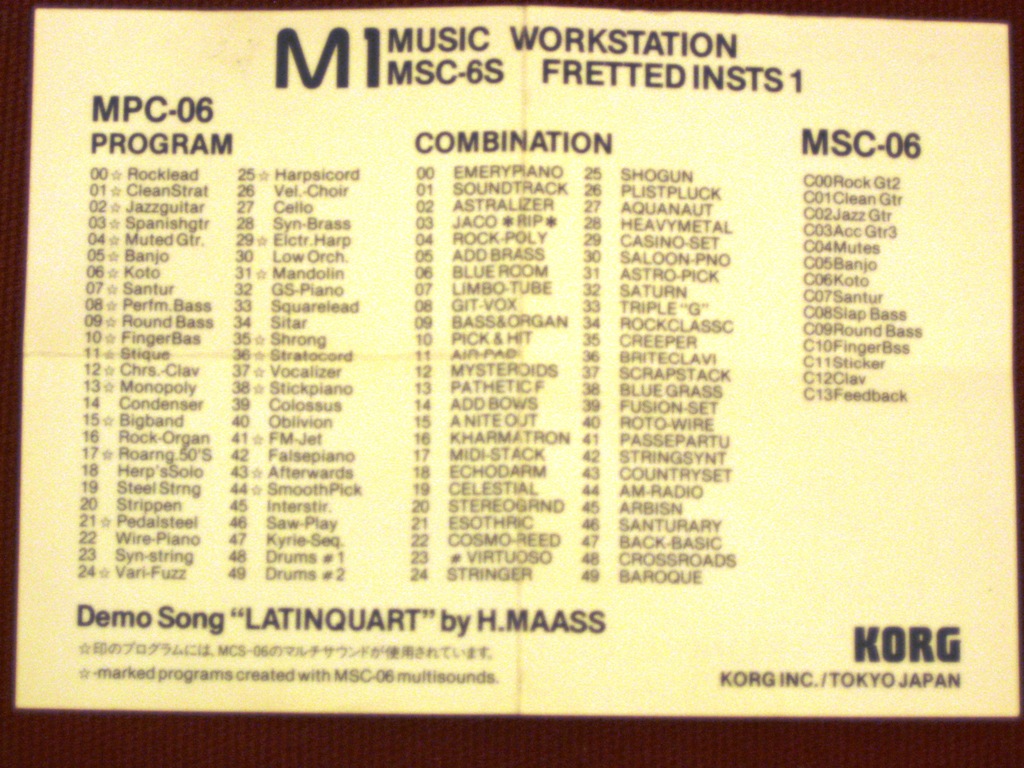 M1 MUSIC WORKSTATION
MSC-6S FRETTED INSTS 1
MPC-06
PROGRAM
00☆ Rocklead
01☆ CleanStrat
02☆ Jazzguitar
03☆ Spanishgtr
04☆ Muted Gtr.
05☆ Banjo
06☆ Koto
07☆ Santur
08☆ Perfm.Bass
09☆ Round Bass
10☆ FingerBas
11☆ Stique
12☆ Chrs.-Clav
13☆ Monopoly
14 Condenser
15☆ Bigband
16 Rock-Organ
17☆ Roarng.50'S
18 Herp'sSolo
19 Steel Strng
20 Strippen
21☆ Pedalsteel
22 Wire-Piano
23 Syn-string
24☆ Vari-Fuzz
25☆ Harpsicord
26 Vel.-Choir
27 Cello
28 Syn-Brass
29☆ Elctr.Harp
30 Low Orch.
31☆ Mandolin
32 GS-Piano
33 Squarelead
34 Sitar
35☆ Shrong
36☆ Stratocord
37☆ Vocalizer
38☆ Stickpiano
39 Colossus
40 Oblivion
41☆ FM-Jet
42 Falsepiano
43☆ Afterwards
44☆ SmoothPick
45 Interstir.
46 Saw-Play
47 Kyrie-Seq.
48 Drums #1
49 Drums #2
COMBINATION
00 EMERYPIANO
01 SOUNDTRACK
02 ASTRALIZER
03 JACO *RIP*
04 ROCK-POLY
05 ADD BRASS
06 BLUE ROOM
07 LIMBO-TUBE
08 GIT-VOX
09 BASS&ORGAN
10 PICK & HIT
11 AIR PAD
12 MYSTEROIDS
13 PATHETIC F
14 ADD BOWS
15 A NITE OUT
16 KHARMATRON
17 MIDI-STACK
18 ECHODARM
19 CELESTIAL
20 STEREOGRND
21 ESOTHRIC
22 COSMO-REED
23 # VIRTUOSO
24 STRINGER
25 SHOGUN
26 PLISTPLUCK
27 AQUANAUT
28 HEAVYMETAL
29 CASINO-SET
30 SALOON-PNO
31 ASTRO-PICK
32 SATURN
33 TRIPLE "G"
34 ROCKCLASSC
35 CREEPER
36 BRITECLAVI
37 SCRAPSTACK
38 BLUE GRASS
39 FUSION-SET
40 ROTO-WIRE
41 PASSEPARTU
42 STRINGSYNT
43 COUNTRYSET
44 AM-RADIO
45 ARBISN
46 SANTURARY
47 BACK-BASIC
48 CROSSROADS
49 BAROQUE
MSC-06
C00Rock Gt2
C01Clean Gtr
C02Jazz Gtr
C03Acc Gtr3
C04Mutes
C05Banjo
C06Koto
C07Santur
C08Slap Bass
C09Round Bass
C10FingerBss
C11Sticker
C12Clav
C13Feedback
Demo Song "LATINQUART" by H.MAASS
☆印のプログラムには、MCS-06のマルチサウンドが使用されています。
☆-marked programs created with MSC-06 multisounds.
KORG
KORG INC./TOKYO JAPAN